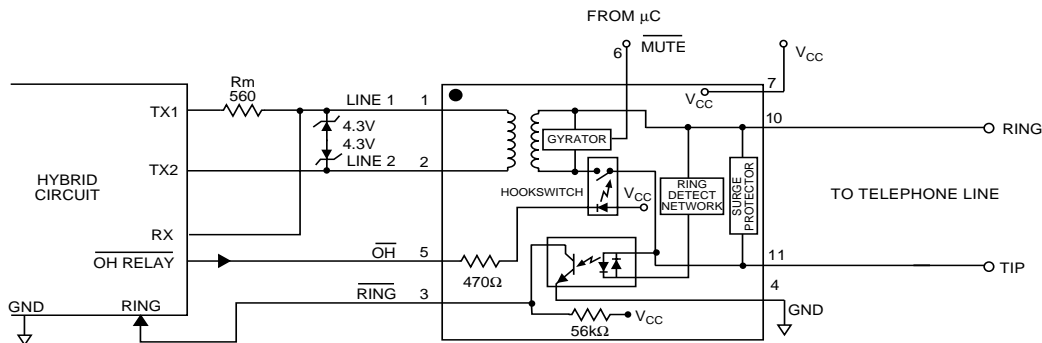 FROM μC
MUTE
6
VCC
7
VCC
Rm
560
TX1
LINE 1
1
10
RING
4.3V
4.3V
GYRATOR
TX2
LINE 2
2
HYBRID
CIRCUIT
HOOKSWITCH
VCC
RING
DETECT
NETWORK
SURGE
PROTECTOR
TO TELEPHONE LINE
RX
OH RELAY
OH
5
470Ω
11
TIP
RING
3
4
GND
RING
GND
56kΩ
VCC